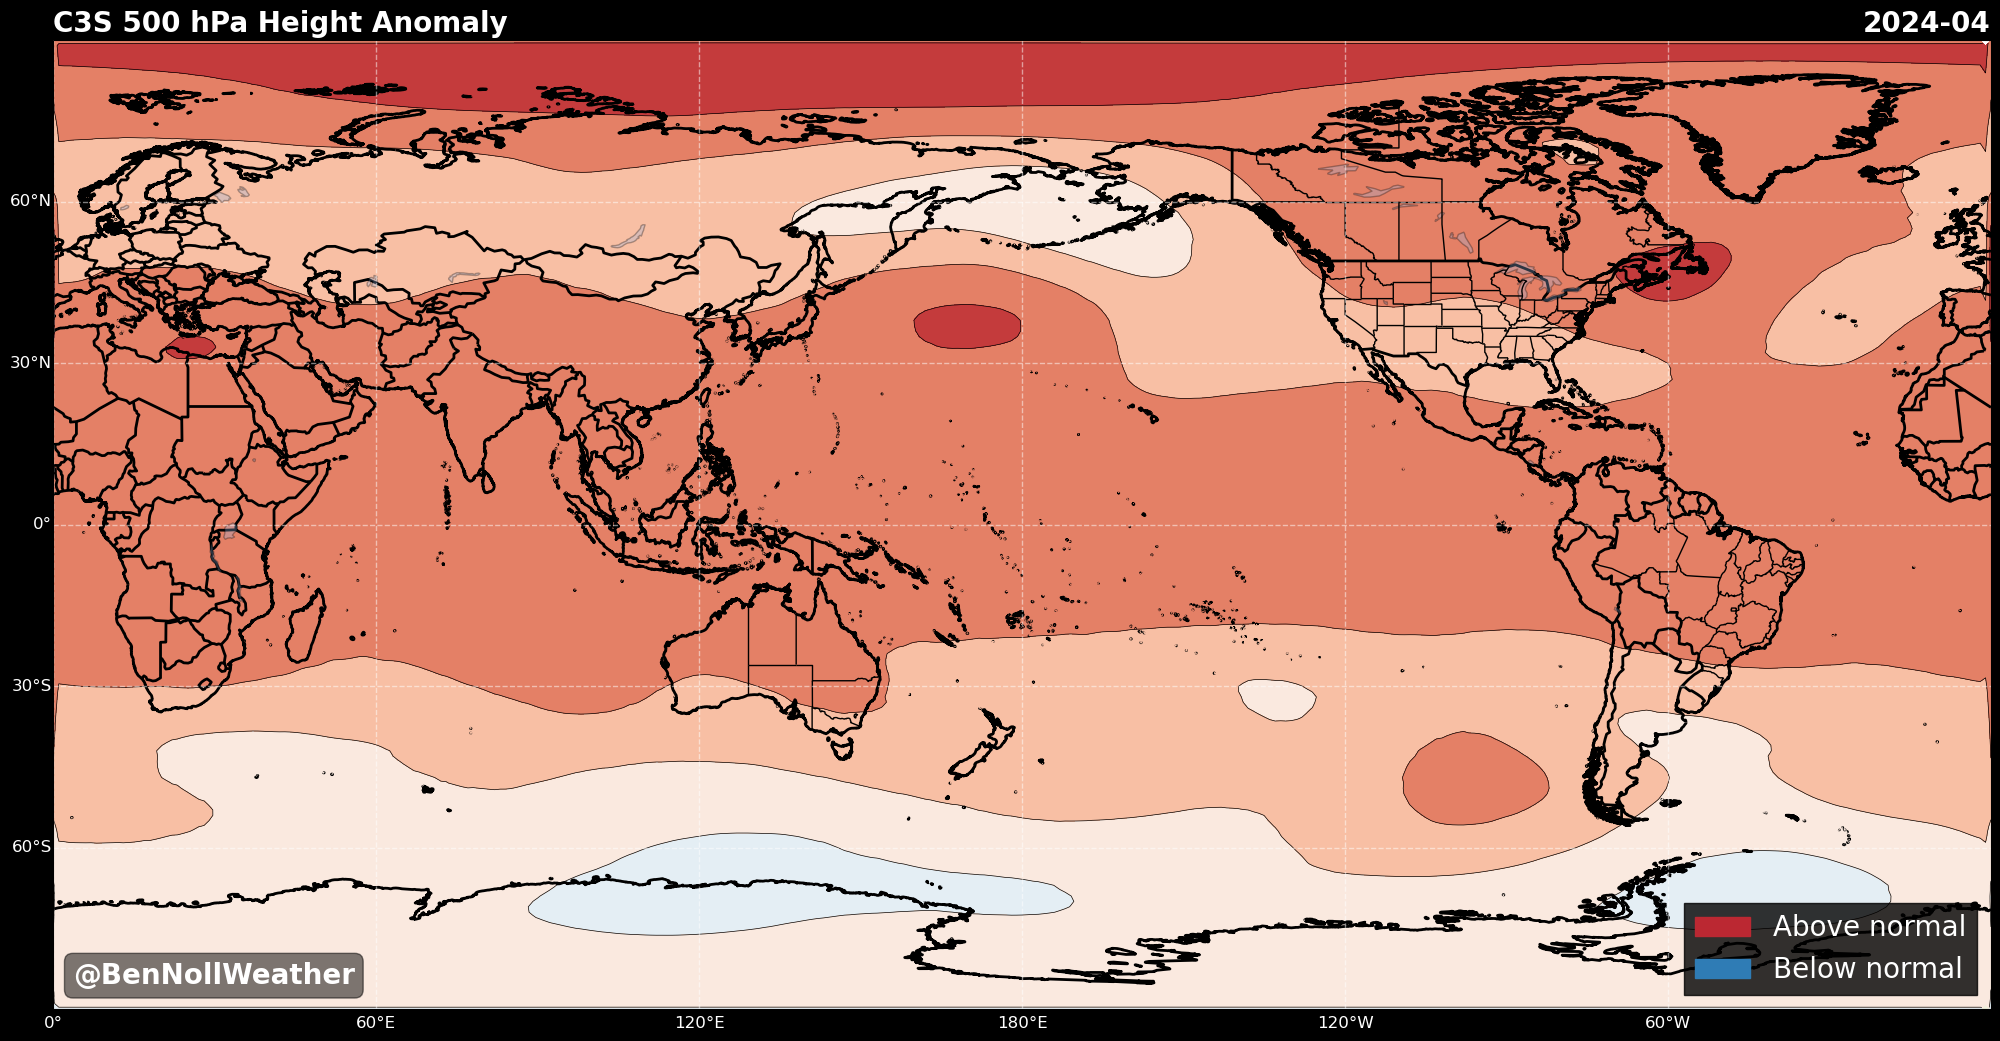 C3S 500 hPa Height Anomaly
2024-04
60°N
30°N
0°
30°S
60°S
@BenNollWeather
Above normal
Below normal
0°
60°E
120°E
180°E
120°W
60°W